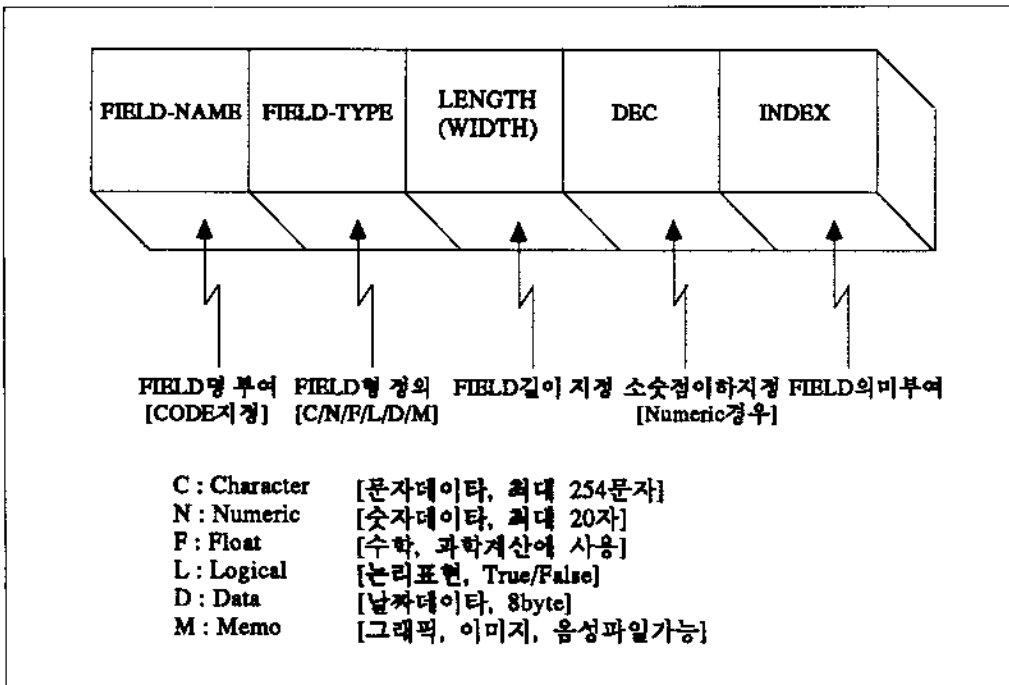 FIELD-NAME FIELD-TYPE LENGTH (WIDTH) DEC INDEX
FIELD명 부여 FIELD형 정의 FIELD길이 지정 소숫점이하지정 FIELD의미부여
[CODE지정] [C/N/F/L/D/M] [Numeric경우]
C : Character [문자데이타, 최대 254문자]
N : Numeric [숫자데이타, 최대 20자]
F : Float [수학, 과학계산에 사용]
L : Logical [논리표현, True/False]
D : Data [날짜데이타, 8byte]
M : Memo [그래픽, 이미지, 음성파일가능]